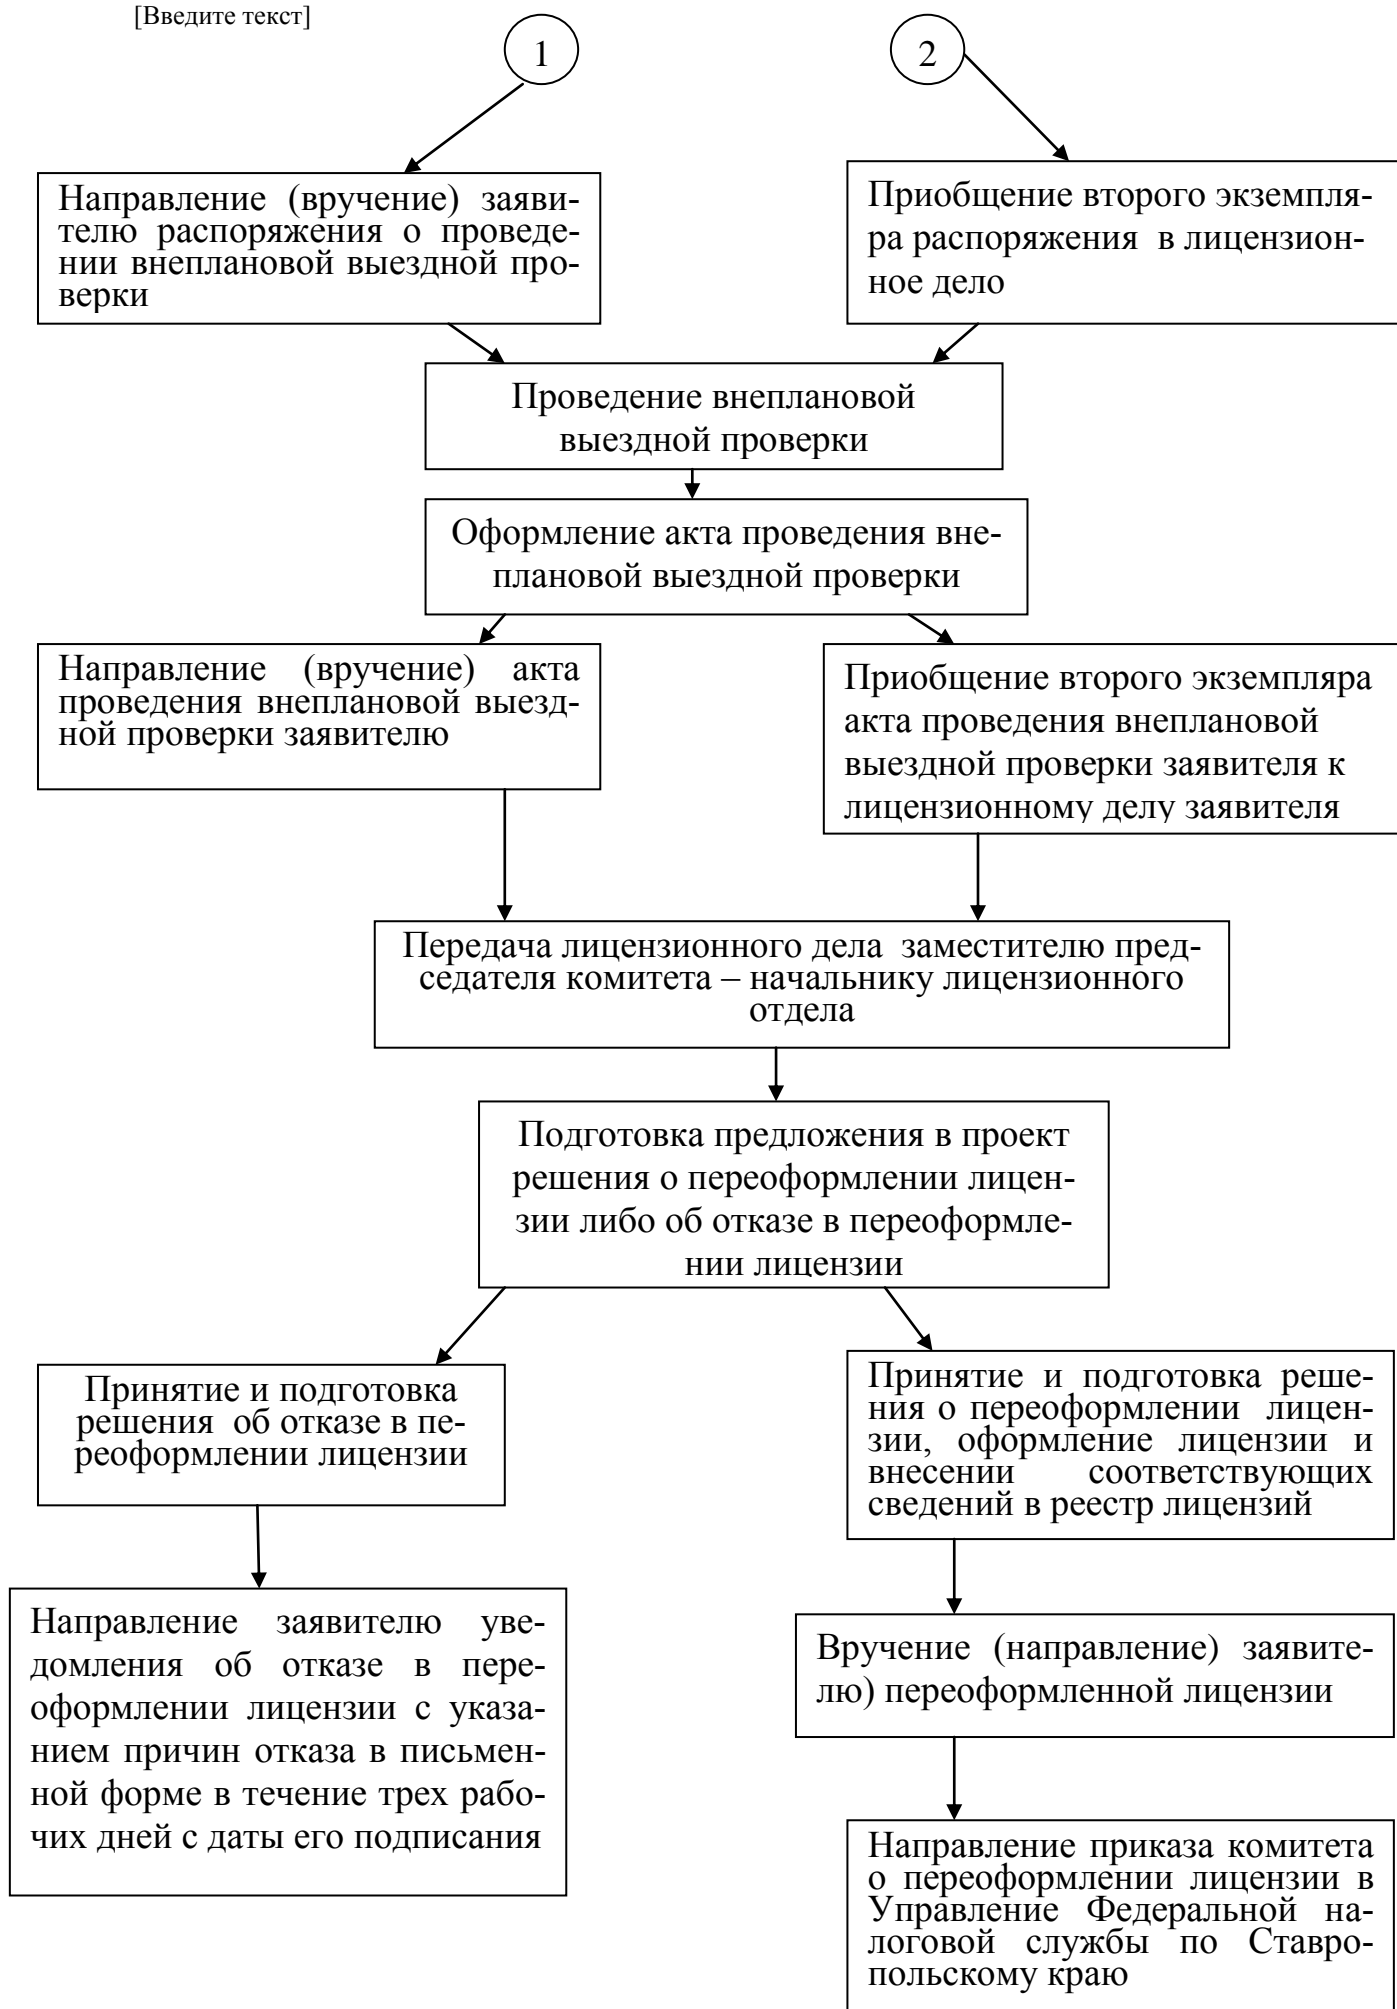 [Введите текст]
1
2
Направление (вручение) заяви-
телю распоряжения о проведе-
нии внеплановой выездной про-
верки
Приобщение второго экземпля-
ра распоряжения в лицензион-
ное дело
Проведение внеплановой
выездной проверки
Оформление акта проведения вне-
плановой выездной проверки
Направление (вручение) акта
проведения внеплановой выезд-
ной проверки заявителю
Приобщение второго экземпляра
акта проведения внеплановой
выездной проверки заявителя к
лицензионному делу заявителя
Передача лицензионного дела заместителю пред-
седателя комитета – начальнику лицензионного
отдела
Подготовка предложения в проект
решения о переоформлении лицен-
зии либо об отказе в переоформле-
нии лицензии
Принятие и подготовка
решения об отказе в пе-
реоформлении лицензии
Принятие и подготовка реше-
ния о переоформлении лицен-
зии, оформление лицензии и
внесении соответствующих
сведений в реестр лицензий
Направление заявителю уве-
домления об отказе в пере-
оформлении лицензии с указа-
нием причин отказа в письмен-
ной форме в течение трех рабо-
чих дней с даты его подписания
Вручение (направление) заявите-
лю) переоформленной лицензии
Направление приказа комитета
о переоформлении лицензии в
Управление Федеральной на-
логовой службы по Ставро-
польскому краю